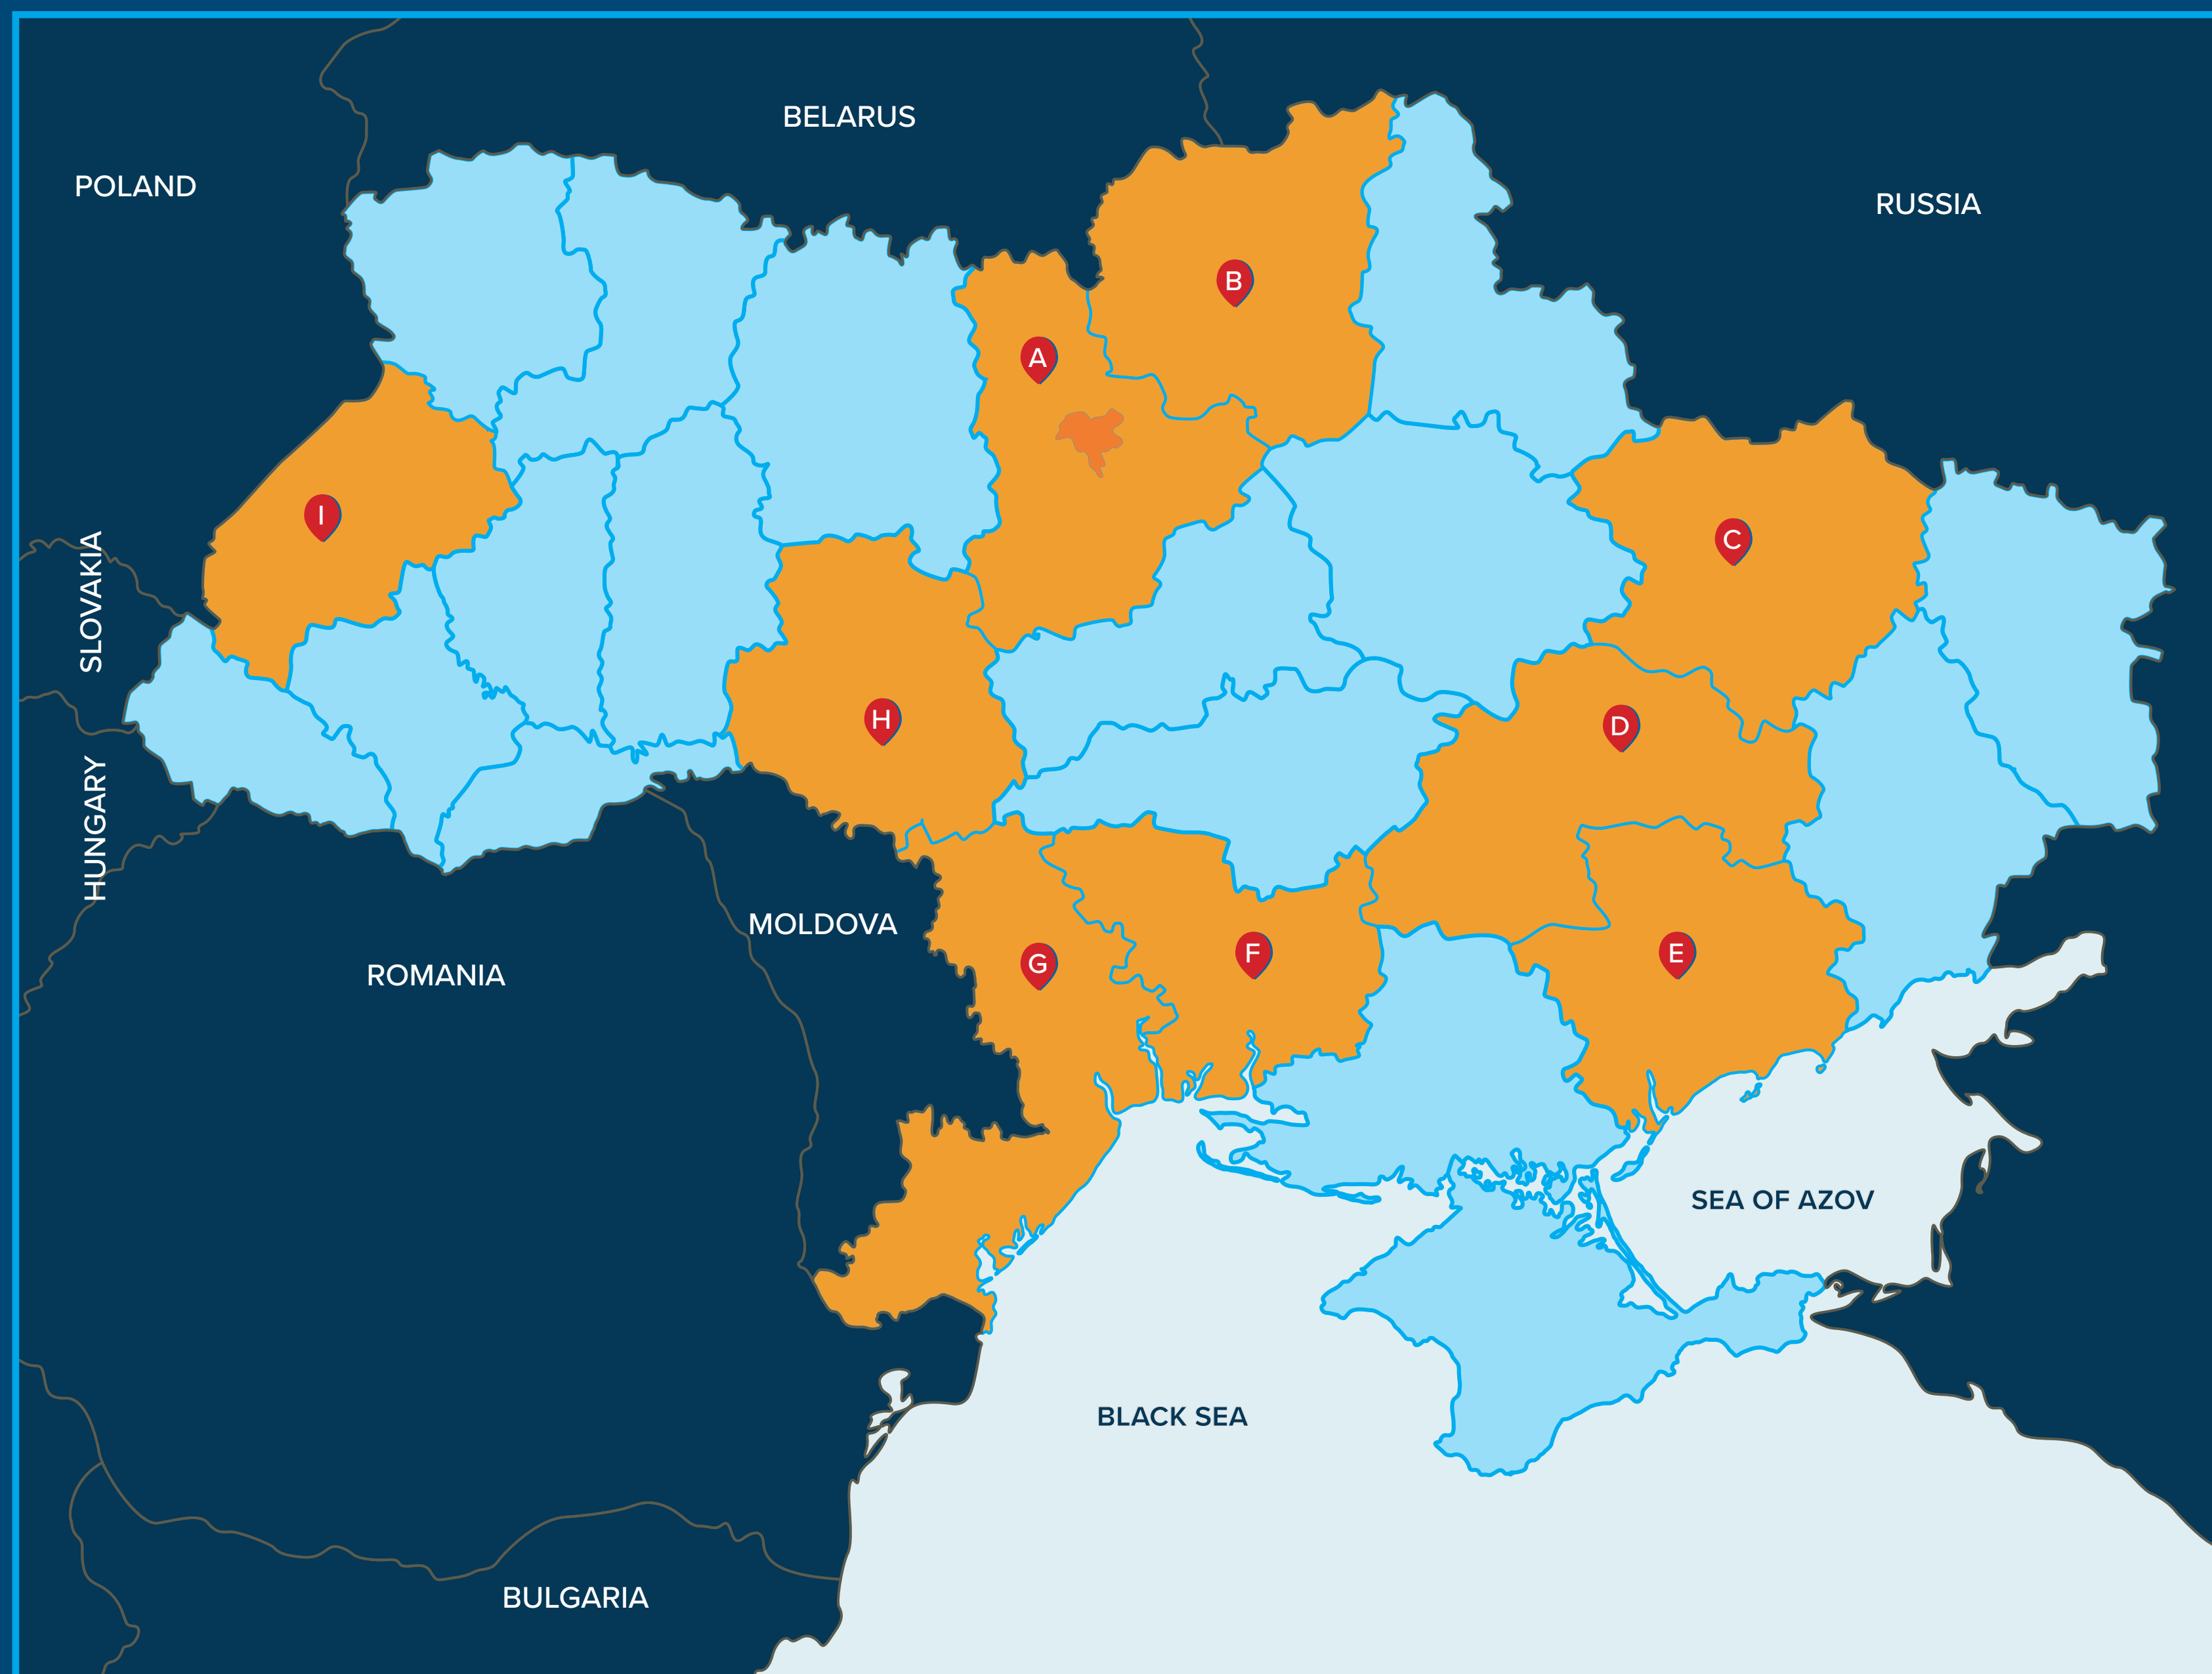 BELARUS
POLAND
RUSSIA
B
A
I
C
SLOVAKIA
H
D
HUNGARY
MOLDOVA
G
F
E
ROMANIA
SEA OF AZOV
BLACK SEA
BULGARIA